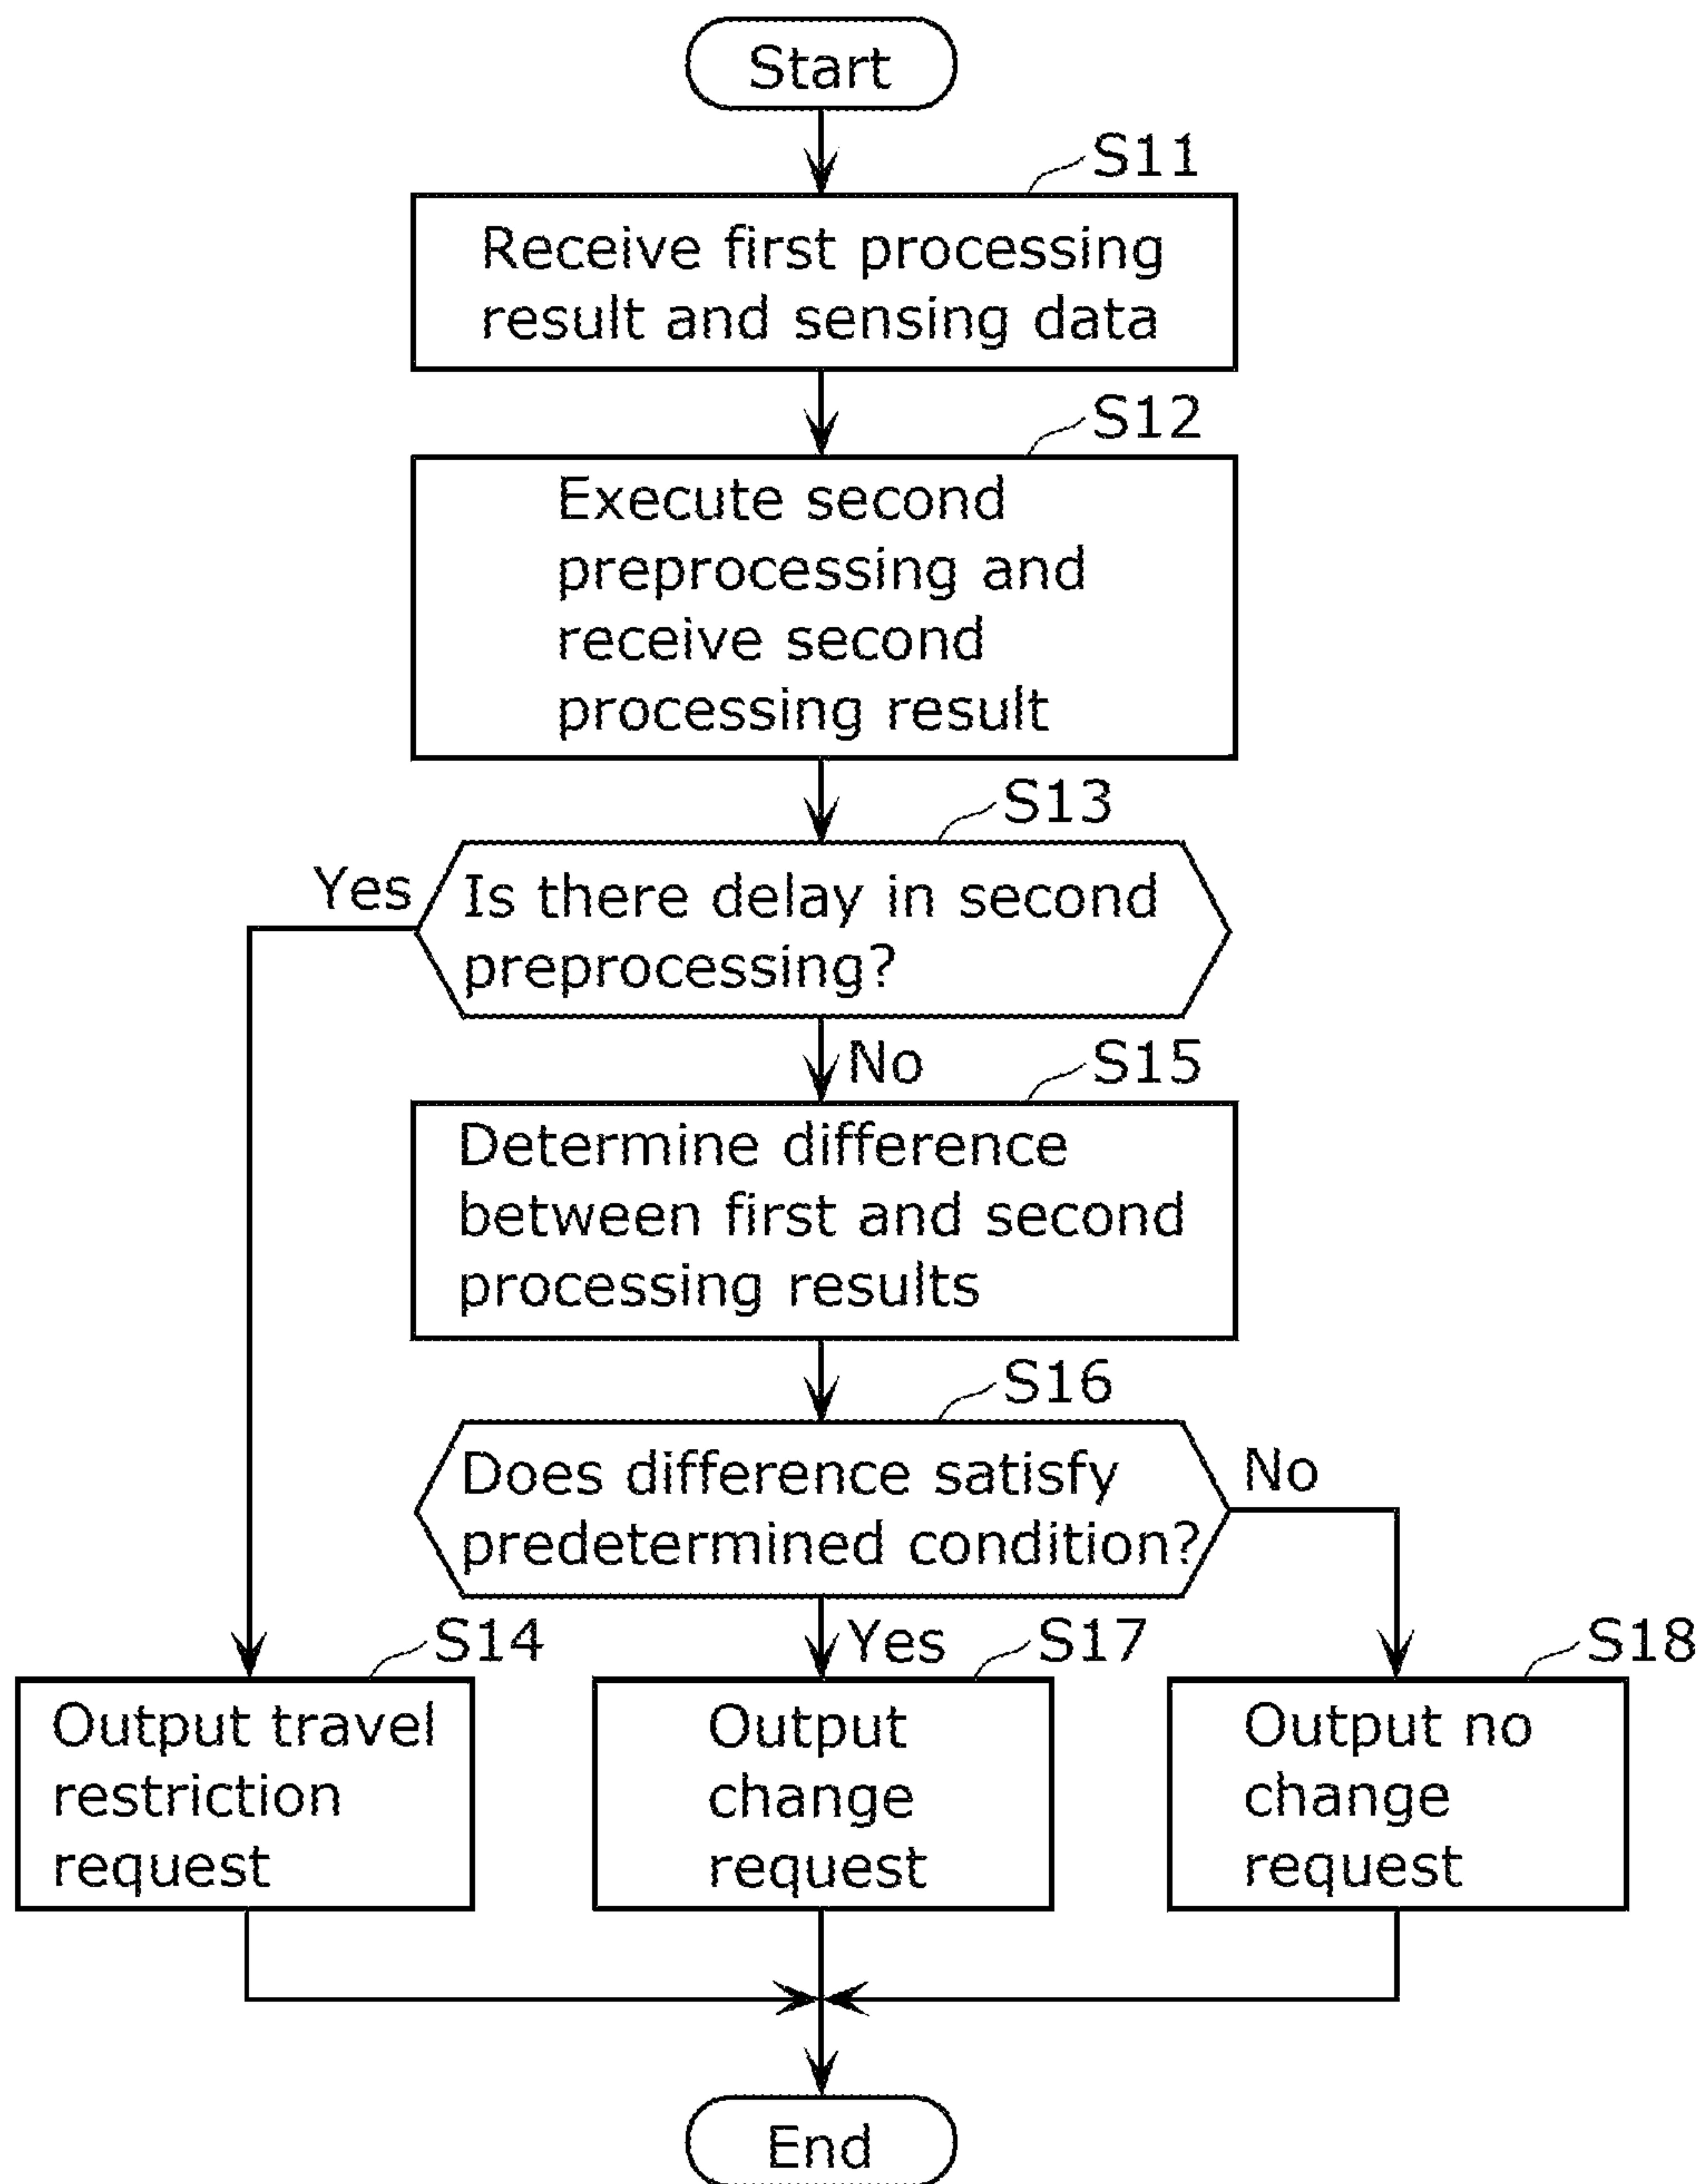 Start
S11
Receive first processing
result and sensing data
S12
Execute second
preprocessing and
receive second
processing result
S13
Yes
Is there delay in second
preprocessing?
No
S15
Determine difference
between first and second
processing results
S16
Does difference satisfy
predetermined condition?
No
Yes
S14
Output travel
restriction
request
S17
Output
change
request
S18
Output no
change
request
End